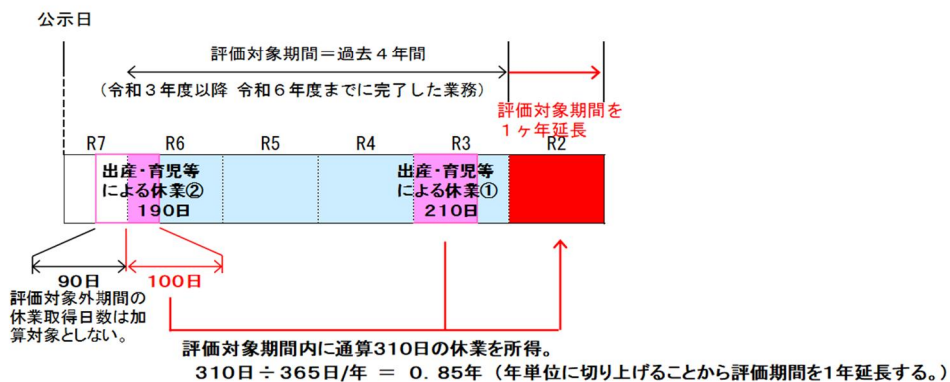 公示日
評価対象期間＝過去４年間
（令和３年度以降 令和６年度までに完了した業務）
評価対象期間を
１ヶ年延長
R7 R6 R5 R4 R3 R2
出産・育児等
による休業②
190日
出産・育児等
による休業①
210日
90日
100日
評価対象外期間の
休業取得日数は加
算対象としない。
評価対象期間内に通算310日の休業を所得。
310日÷365日/年 ＝ 0．85年（年単位に切り上げることから評価期間を1年延長する。）